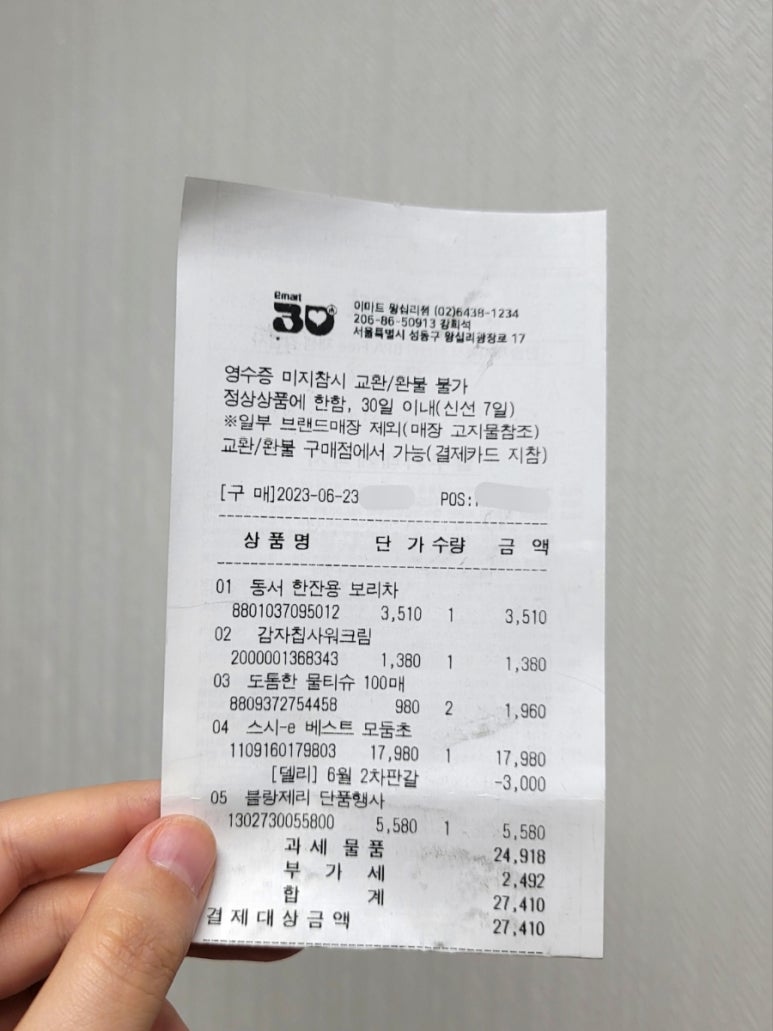 emart
30
이마트 왕십리점 (02)6438-1234
206-86-50913 강희석
서울특별시 성동구 왕십리광장로 17
영수증 미지참시 교환/환불 불가
정상상품에 한함, 30일 이내(신선 7일)
※일부 브랜드매장 제외(매장 고지물참조)
교환/환불 구매점에서 가능(결제카드 지참)
[구 매]2023-06-23 POS:
상 품 명 단 가 수량 금 액
01 동서 한잔용 보리차
8801037095012 3,510 1 3,510
02 감자칩사워크림
2000001368343 1,380 1 1,380
03 도톰한 물티슈 100매
8809372754458 980 2 1,960
04 스시-e 베스트 모둠초
1109160179803 17,980 1 17,980
[델리] 6월 2차판갈 -3,000
05 블랑제리 단품행사
1302730055800 5,580 1 5,580
과 세 물 품 24,918
부 가 세 2,492
합 계 27,410
결 제 대 상 금 액 27,410